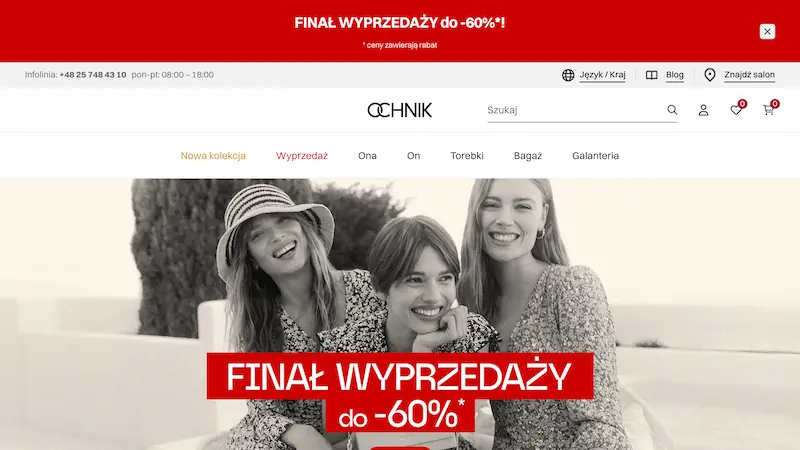 FINAŁ WYPRZEDAŻY do -60%*!
* ceny zawierają rabat
Infolinia: +48 25 748 43 10 pon-pt: 08:00 – 18:00
Język / Kraj
Blog
Znajdź salon
OCHNIK
Szukaj
0
0
Nowa kolekcja
Wyprzedaż
Ona
On
Torebki
Bagaż
Galanteria
FINAŁ WYPRZEDAŻY
do -60%*